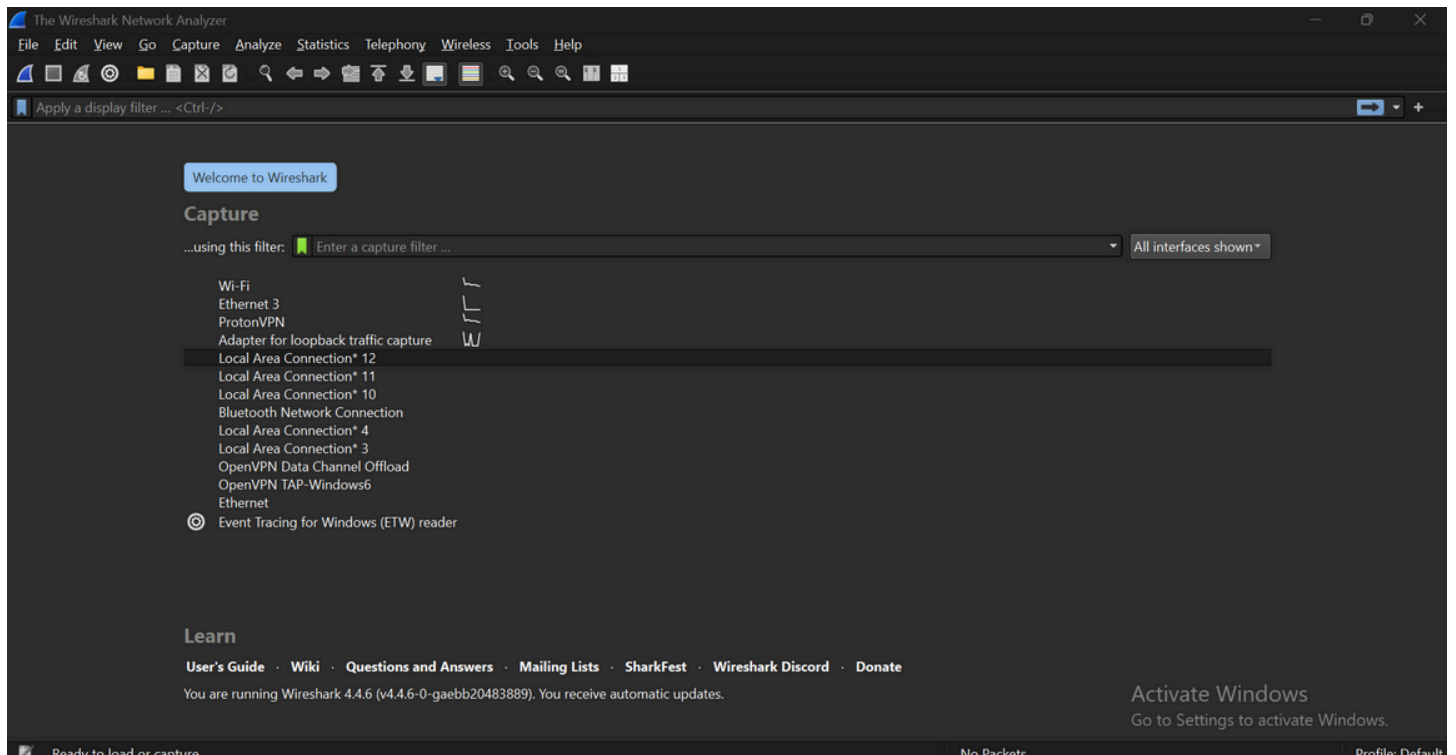 The Wireshark Network Analyzer
File Edit View Go Capture Analyze Statistics Telephony Wireless Tools Help
Apply a display filter ... <Ctrl-/>
Welcome to Wireshark
Capture
...using this filter: Enter a capture filter ... All interfaces shown
Wi-Fi
Ethernet 3
ProtonVPN
Adapter for loopback traffic capture
Local Area Connection* 12
Local Area Connection* 11
Local Area Connection* 10
Bluetooth Network Connection
Local Area Connection* 4
Local Area Connection* 3
OpenVPN Data Channel Offload
OpenVPN TAP-Windows6
Ethernet
Event Tracing for Windows (ETW) reader
Learn
User's Guide · Wiki · Questions and Answers · Mailing Lists · SharkFest · Wireshark Discord · Donate
You are running Wireshark 4.4.6 (v4.4.6-0-gaebb20483889). You receive automatic updates.
Activate Windows
Go to Settings to activate Windows.
Ready to load or capture No Packets Profile: Default